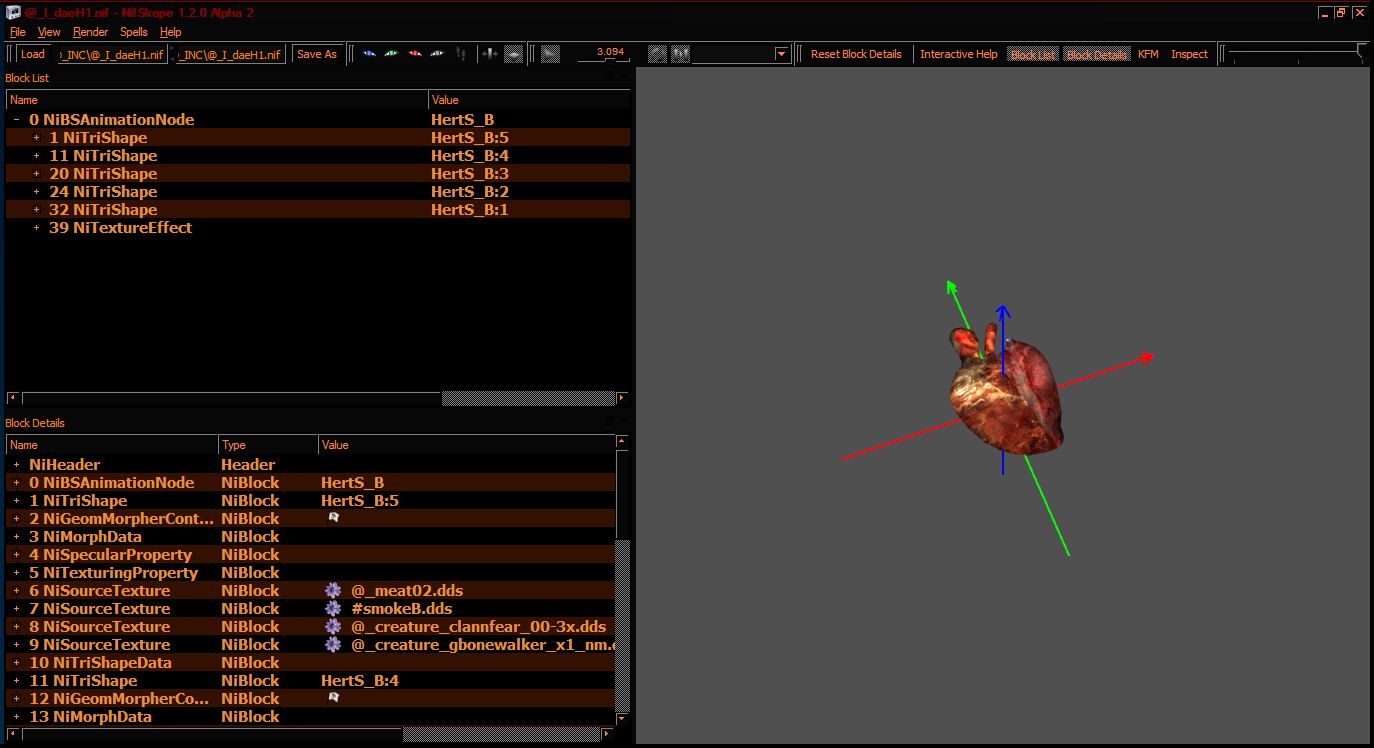 @_I_daeH1.nif - NifSkope 1.2.0 Alpha 2
File View Render Spells Help
Load _INC\@_I_daeH1.nif _INC\@_I_daeH1.nif Save As 3.094 Reset Block Details Interactive Help Block List Block Details KFM Inspect
Block List
Name Value
0 NiBSAnimationNode HertS_B
1 NiTriShape HertS_B:5
11 NiTriShape HertS_B:4
20 NiTriShape HertS_B:3
24 NiTriShape HertS_B:2
32 NiTriShape HertS_B:1
39 NiTextureEffect
Block Details
Name Type Value
NiHeader Header
0 NiBSAnimationNode NiBlock HertS_B
1 NiTriShape NiBlock HertS_B:5
2 NiGeomMorpherCont... NiBlock
3 NiMorphData NiBlock
4 NiSpecularProperty NiBlock
5 NiTexturingProperty NiBlock
6 NiSourceTexture NiBlock @_meat02.dds
7 NiSourceTexture NiBlock #smokeB.dds
8 NiSourceTexture NiBlock @_creature_clannfear_00-3x.dds
9 NiSourceTexture NiBlock @_creature_gbonewalker_x1_nm.
10 NiTriShapeData NiBlock
11 NiTriShape NiBlock HertS_B:4
12 NiGeomMorpherCo... NiBlock
13 NiMorphData NiBlock